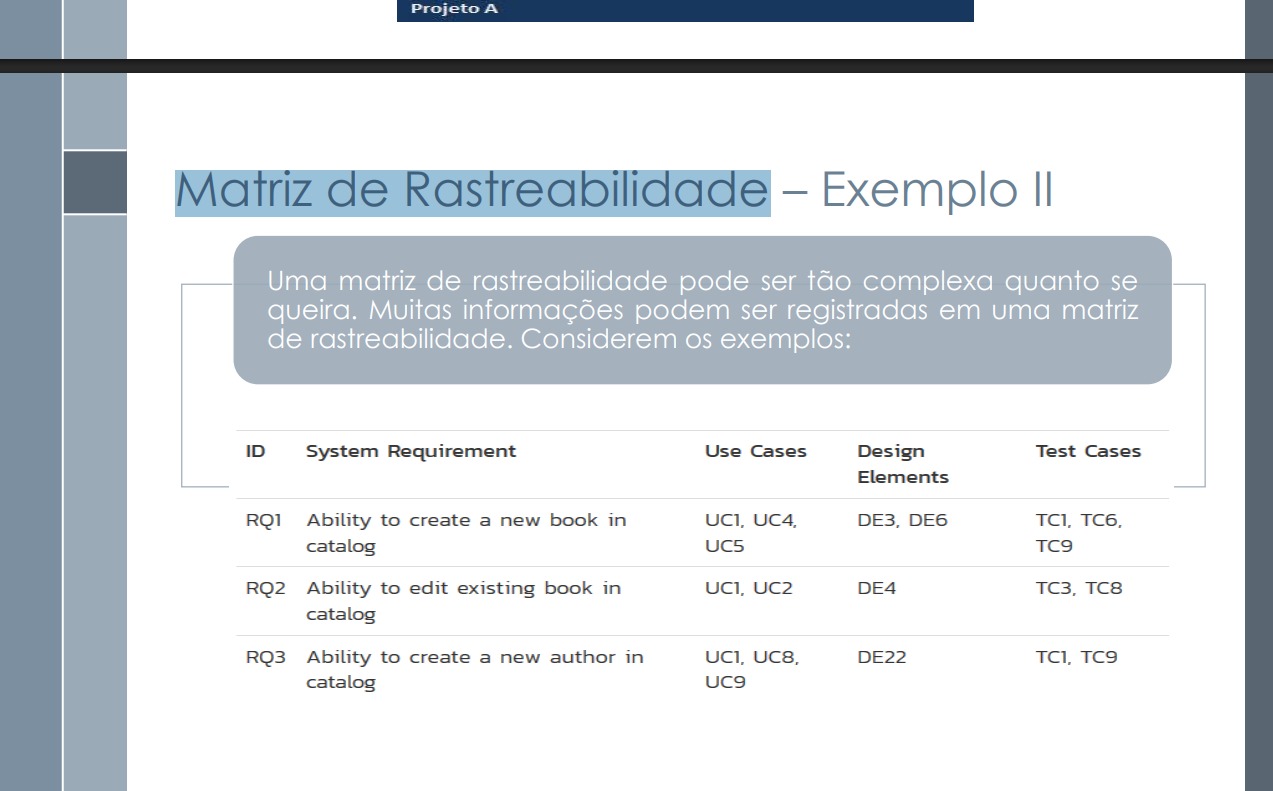 Projeto A
Matriz de Rastreabilidade – Exemplo II
Uma matriz de rastreabilidade pode ser tão complexa quanto se
queira. Muitas informações podem ser registradas em uma matriz
de rastreabilidade. Considerem os exemplos:
ID System Requirement Use Cases Design Elements Test Cases
RQ1 Ability to create a new book in catalog UC1, UC4, UC5 DE3, DE6 TC1, TC6, TC9
RQ2 Ability to edit existing book in catalog UC1, UC2 DE4 TC3, TC8
RQ3 Ability to create a new author in catalog UC1, UC8, UC9 DE22 TC1, TC9